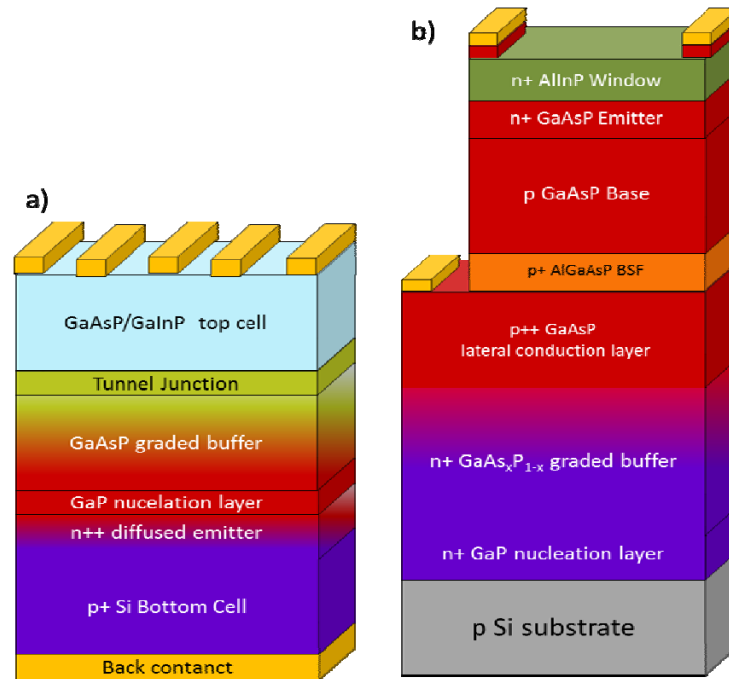 a)
GaAsP/GaInP top cell
Tunnel Junction
GaAsP graded buffer
GaP nucelation layer
n++ diffused emitter
p+ Si Bottom Cell
Back contanct
b)
n+ AlInP Window
n+ GaAsP Emitter
p GaAsP Base
p+ AlGaAsP BSF
p++ GaAsP
lateral conduction layer
n+ GaAsₓP₁₋ₓ graded buffer
n+ GaP nucleation layer
p Si substrate